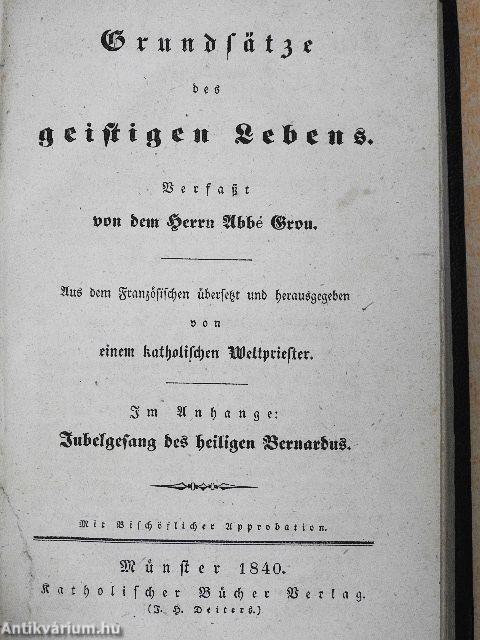 Grundſätze
des
geiſtigen Lebens.
Verfaßt
von dem Herrn Abbé Grou.
Aus dem Franzöſiſchen überſetzt und herausgegeben
von
einem katholiſchen Weltprieſter.
Im Anhange:
Jubelgeſang des heiligen Bernardus.
Mit Biſchöflicher Approbation.
Münſter 1840.
Katholiſcher Bücher Verlag.
(J. H. Deiters.)
Antikvárium.hu